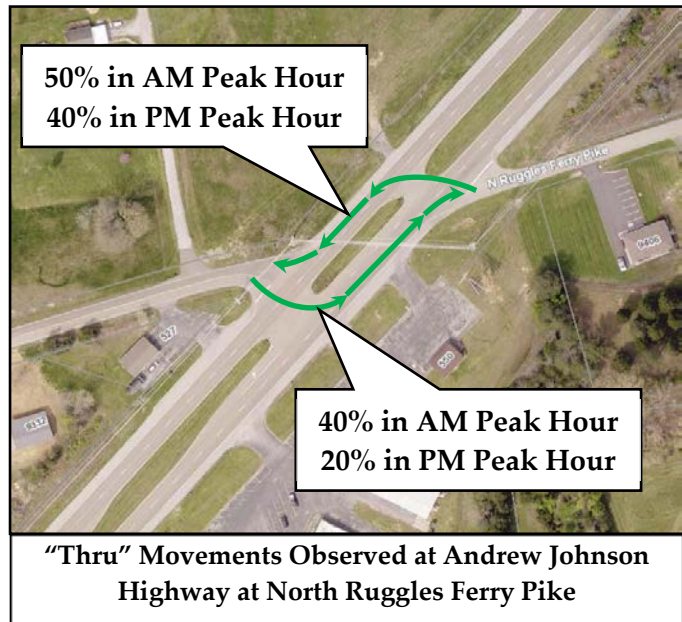 50% in AM Peak Hour
40% in PM Peak Hour
N Ruggles Ferry Pike
9406
527
550
40% in AM Peak Hour
20% in PM Peak Hour
“Thru” Movements Observed at Andrew Johnson
Highway at North Ruggles Ferry Pike